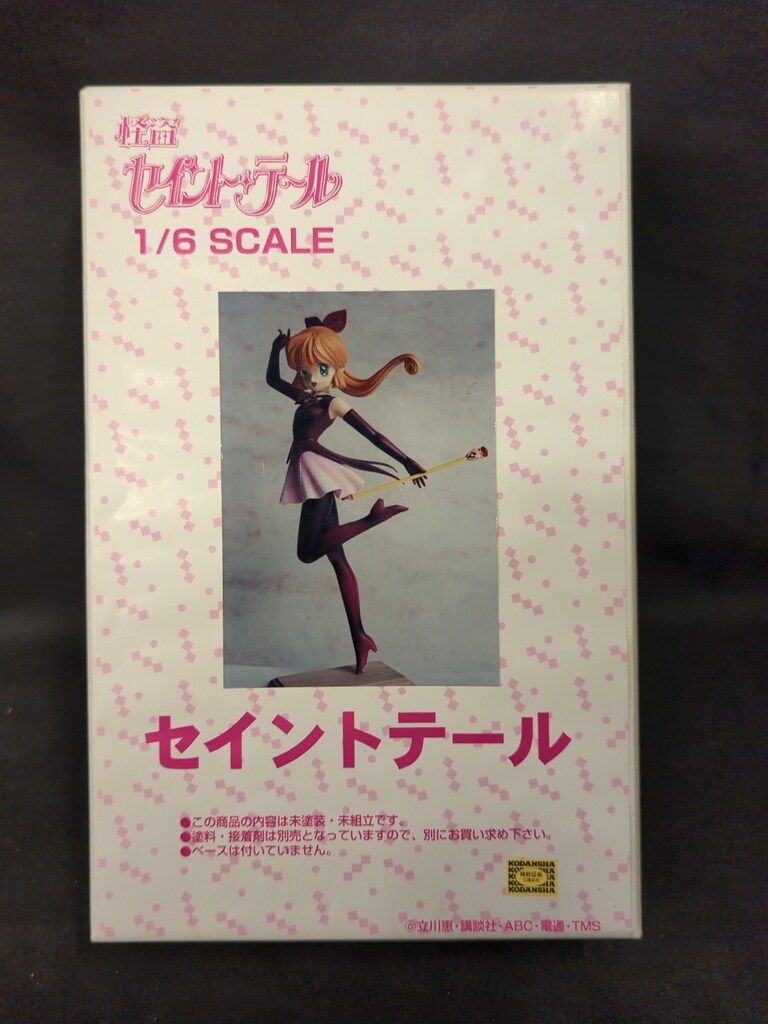 怪盗
セイント・テール
1/6 SCALE
セイントテール
●この商品の内容は未塗装・未組立です。
●塗料・接着剤は別売となっていますので、別にお買い求め下さい。
●ベースは付いていません。
KODANSHA
KODANSHA
©立川恵・講談社・ABC・電通・TMS